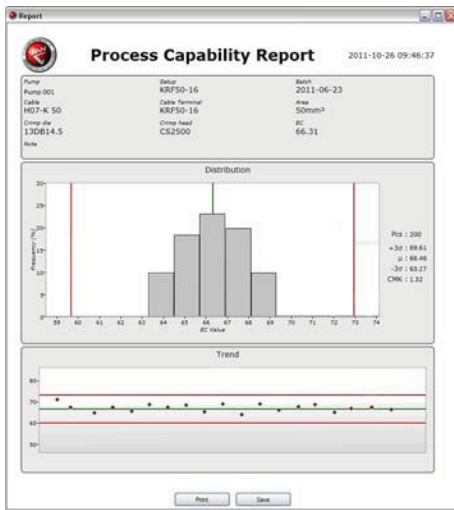 Report
Process Capability Report
2011-10-26 09:46:37
Pump Setup Batch
Pump 001 KRF50-16 2011-06-23
Cable Cable Terminal Area
H07-K 50 KRF50-16 50mm²
Crimp die Crimp head EC
13DB14.5 CS2500 66.31
Note
Distribution
Frequency (%)
30
25
20
15
10
5
0
59 60 61 62 63 64 65 66 67 68 69 70 71 72 73 74
EC Value
Pcs : 200
+3σ : 69.61
µ : 66.46
-3σ : 63.27
CMK : 1.32
Trend
80
70
60
50
Print Save